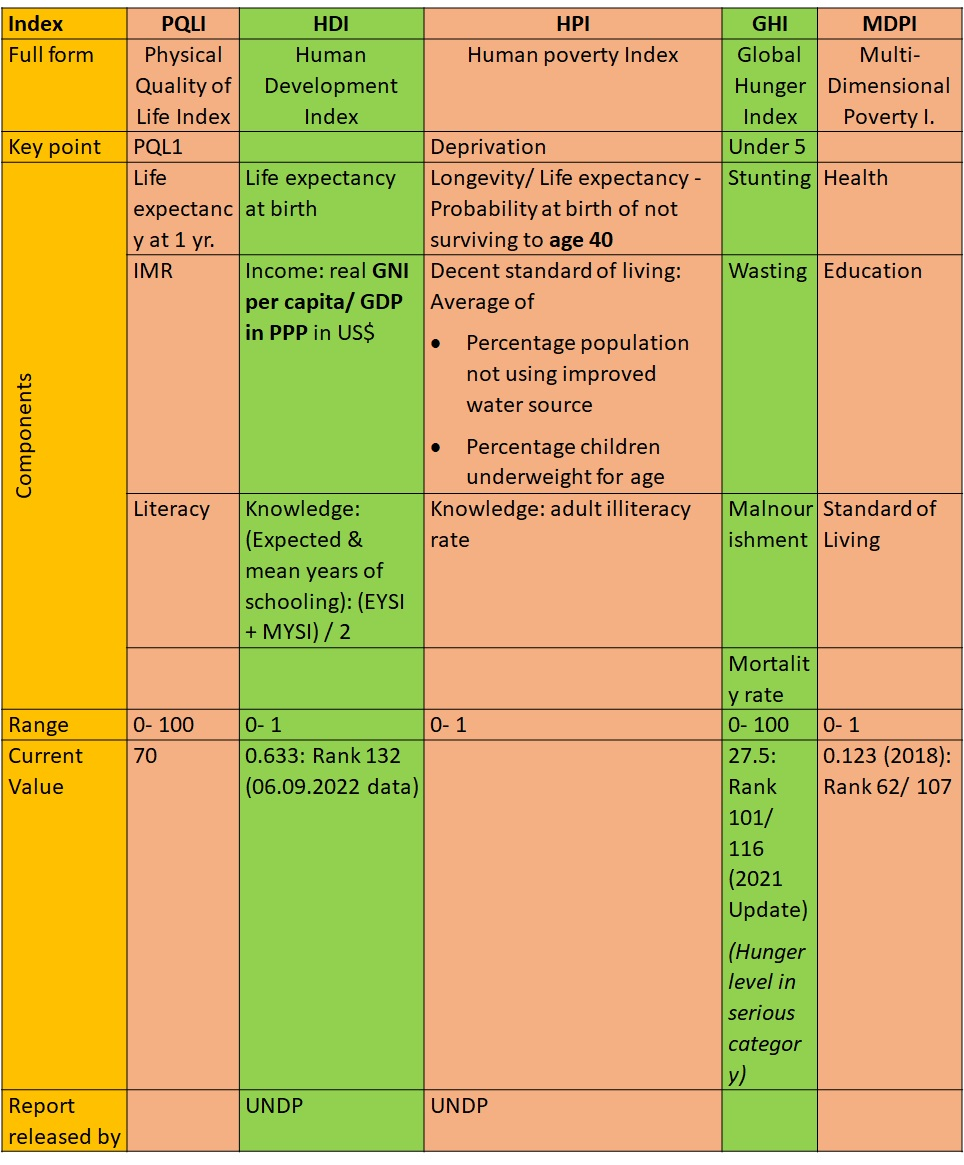 Index PQLI HDI HPI GHI MDPI
Full form
Physical
Quality of
Life Index
Human
Development
Index
Human poverty Index
Global
Hunger
Index
Multi-
Dimensional
Poverty I.
Key point
PQL1
Deprivation
Under 5
Components
Life
expectanc
y at 1 yr.
Life expectancy
at birth
Longevity/ Life expectancy -
Probability at birth of not
surviving to age 40
Stunting
Health
IMR
Income: real GNI
per capita/ GDP
in PPP in US$
Decent standard of living:
Average of
• Percentage population
not using improved
water source
• Percentage children
underweight for age
Wasting
Education
Literacy
Knowledge:
(Expected &
mean years of
schooling): (EYSI
+ MYSI) / 2
Knowledge: adult illiteracy
rate
Malnour
ishment
Standard of
Living
Mortalit
y rate
Range
0- 100
0- 1
0- 1
0- 100
0- 1
Current
Value
70
0.633: Rank 132
(06.09.2022 data)
27.5:
Rank
101/
116
(2021
Update)
(Hunger
level in
serious
categor
y)
0.123 (2018):
Rank 62/ 107
Report
released by
UNDP
UNDP